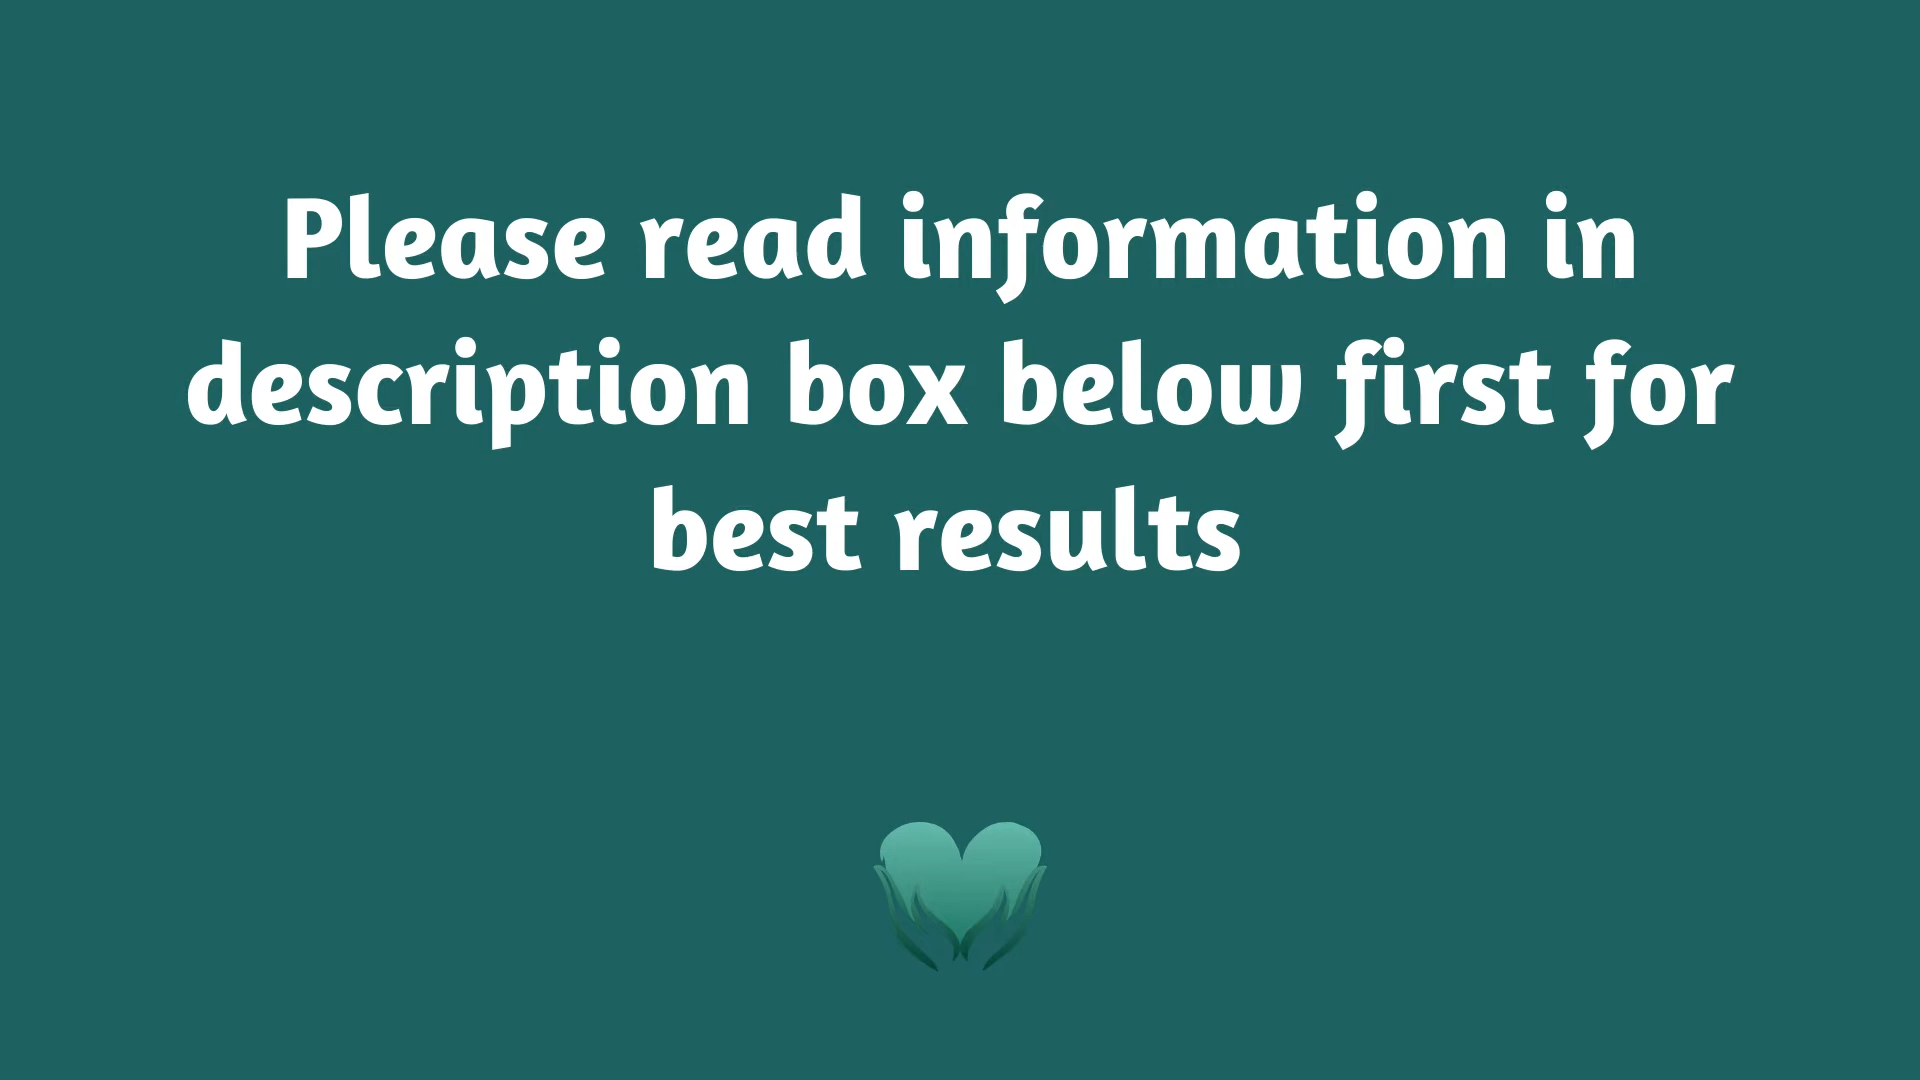 Please read information in
description box below first for
best results